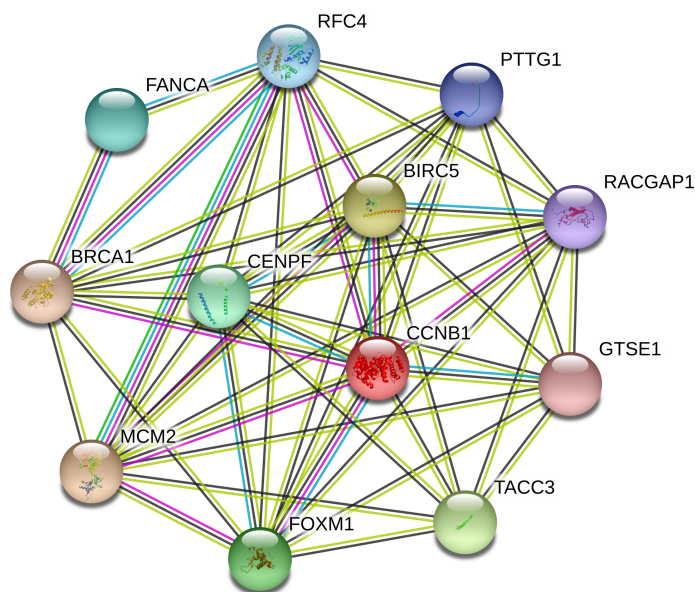 RFC4
PTTG1
FANCA
BIRC5
RACGAP1
BRCA1
CENPF
CCNB1
GTSE1
MCM2
TACC3
FOXM1